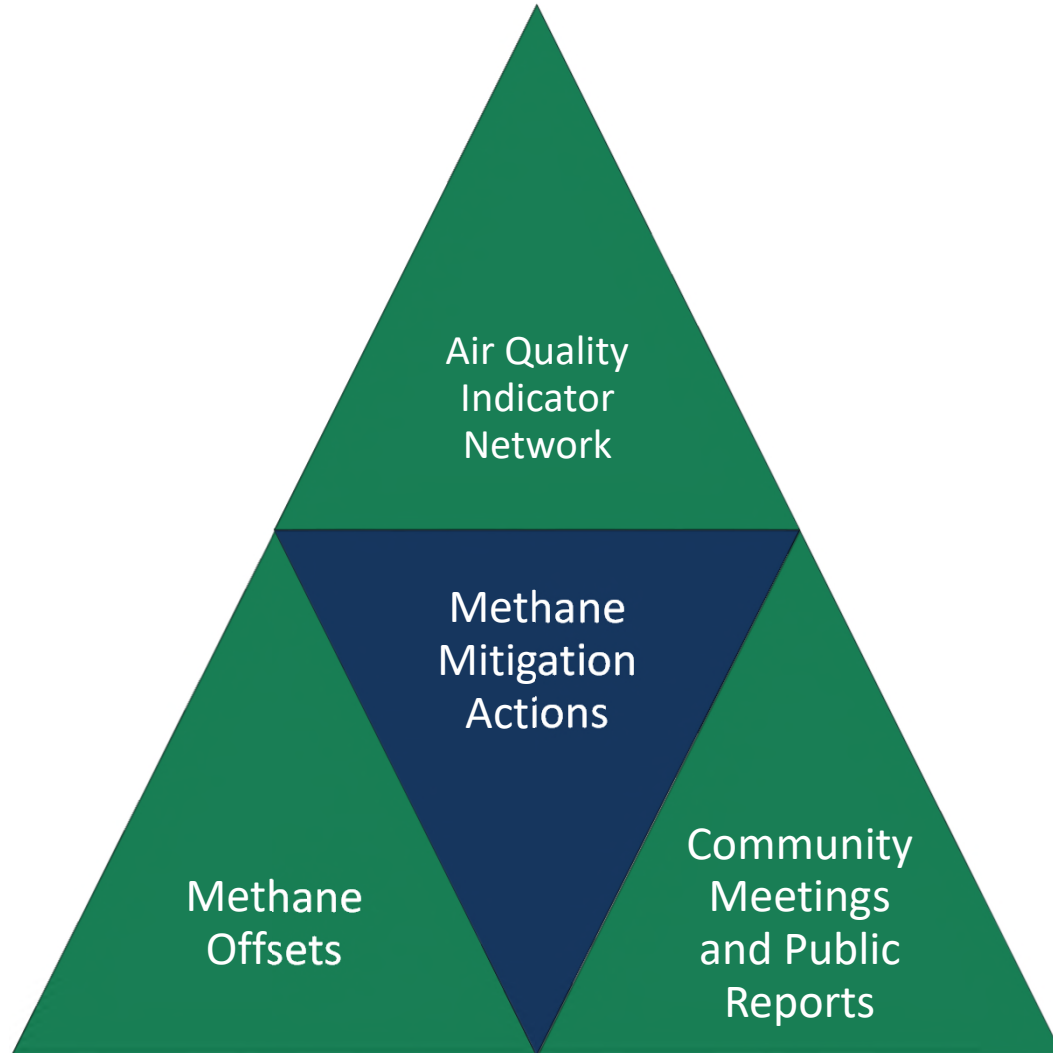 Air Quality
Indicator
Network
Methane
Mitigation
Actions
Methane
Offsets
Community
Meetings
and Public
Reports